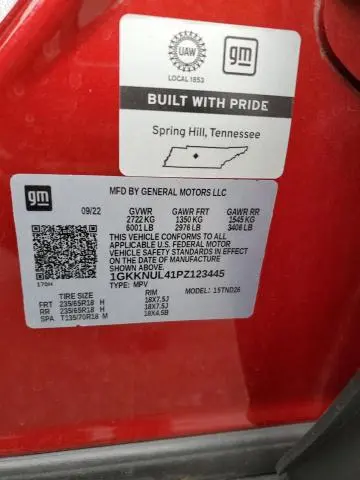 UAW
LOCAL 1853
gm
BUILT WITH PRIDE
Spring Hill, Tennessee
gm
MFD BY GENERAL MOTORS LLC
09/22 GVWR GAWR FRT GAWR RR
2722 KG 1350 KG 1545 KG
6001 LB 2976 LB 3406 LB
THIS VEHICLE CONFORMS TO ALL
APPLICABLE U.S. FEDERAL MOTOR
VEHICLE SAFETY STANDARDS IN
EFFECT ON THE DATE OF MANUFACTURE
SHOWN ABOVE.
1GKKNUL41PZ123445
TYPE: MPV MODEL: 1STND26
TIRE SIZE RIM
FRT 235/65R18 H 18X7.5J
RR 235/65R18 H 18X7.5J
SPA T135/70R18 M 18X4.5B